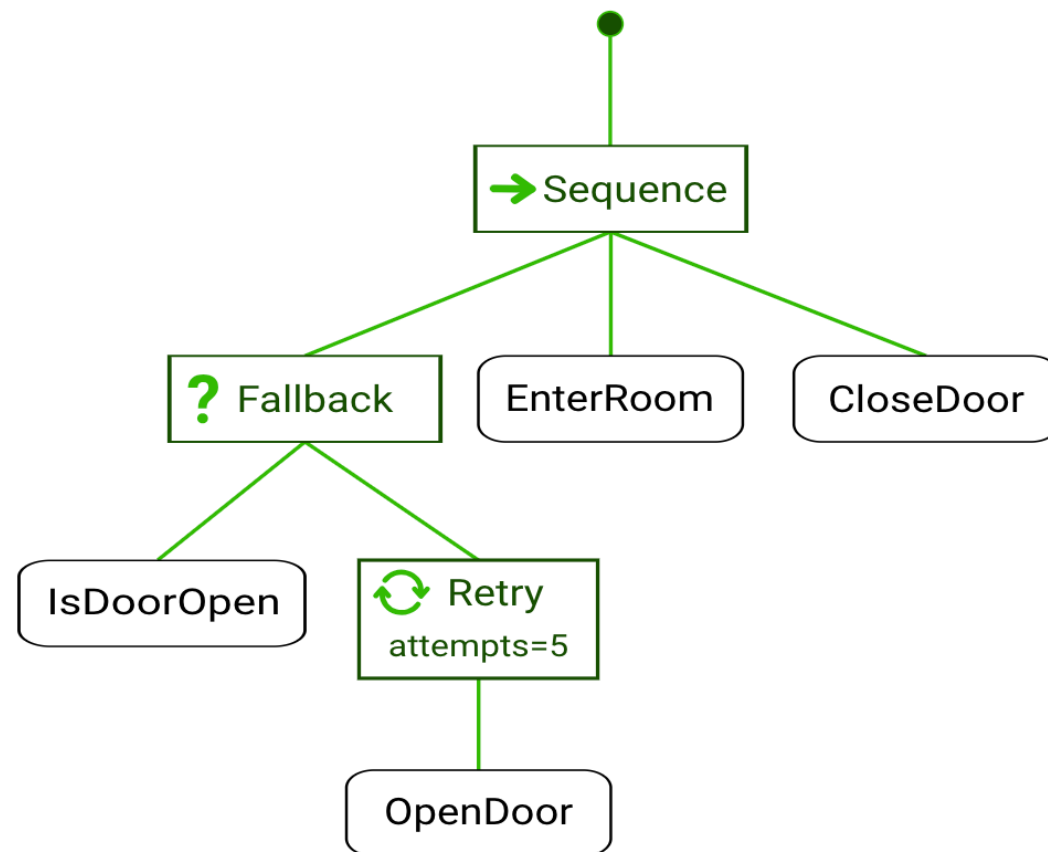 Sequence
? Fallback
EnterRoom
CloseDoor
IsDoorOpen
Retry
attempts=5
OpenDoor